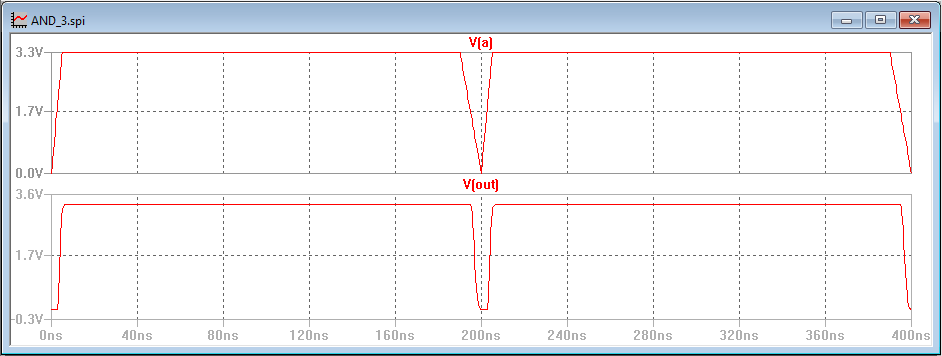 AND_3.spi
V(a)
3.3V
1.7V
0.0V
V(out)
3.6V
1.7V
-0.3V
0ns 40ns 80ns 120ns 160ns 200ns 240ns 280ns 320ns 360ns 400ns